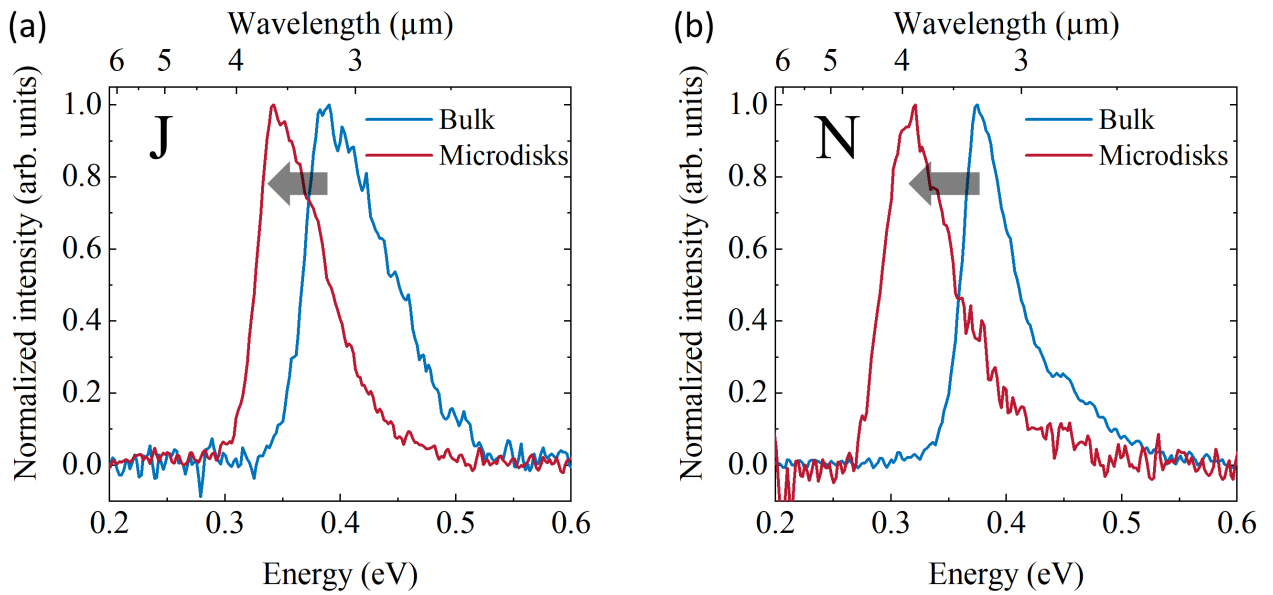 (a)
Wavelength (µm)
6 5 4 3
Normalized intensity (arb. units)
1.0
0.8
0.6
0.4
0.2
0.0
J
Bulk
Microdisks
0.2 0.3 0.4 0.5 0.6
Energy (eV)
(b)
Wavelength (µm)
6 5 4 3
Normalized intensity (arb. units)
1.0
0.8
0.6
0.4
0.2
0.0
N
Bulk
Microdisks
0.2 0.3 0.4 0.5 0.6
Energy (eV)